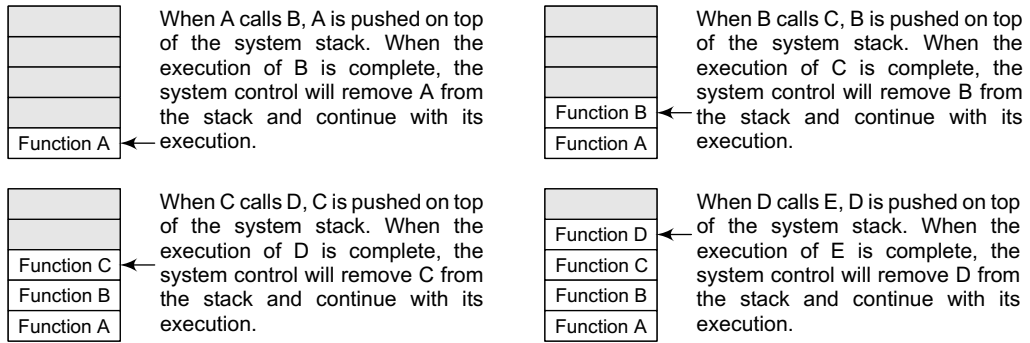 Function A
When A calls B, A is pushed on top
of the system stack. When the
execution of B is complete, the
system control will remove A from
the stack and continue with its
execution.
Function B
Function A
When B calls C, B is pushed on top
of the system stack. When the
execution of C is complete, the
system control will remove B from
the stack and continue with its
execution.
Function C
Function B
Function A
When C calls D, C is pushed on top
of the system stack. When the
execution of D is complete, the
system control will remove C from
the stack and continue with its
execution.
Function D
Function C
Function B
Function A
When D calls E, D is pushed on top
of the system stack. When the
execution of E is complete, the
system control will remove D from
the stack and continue with its
execution.